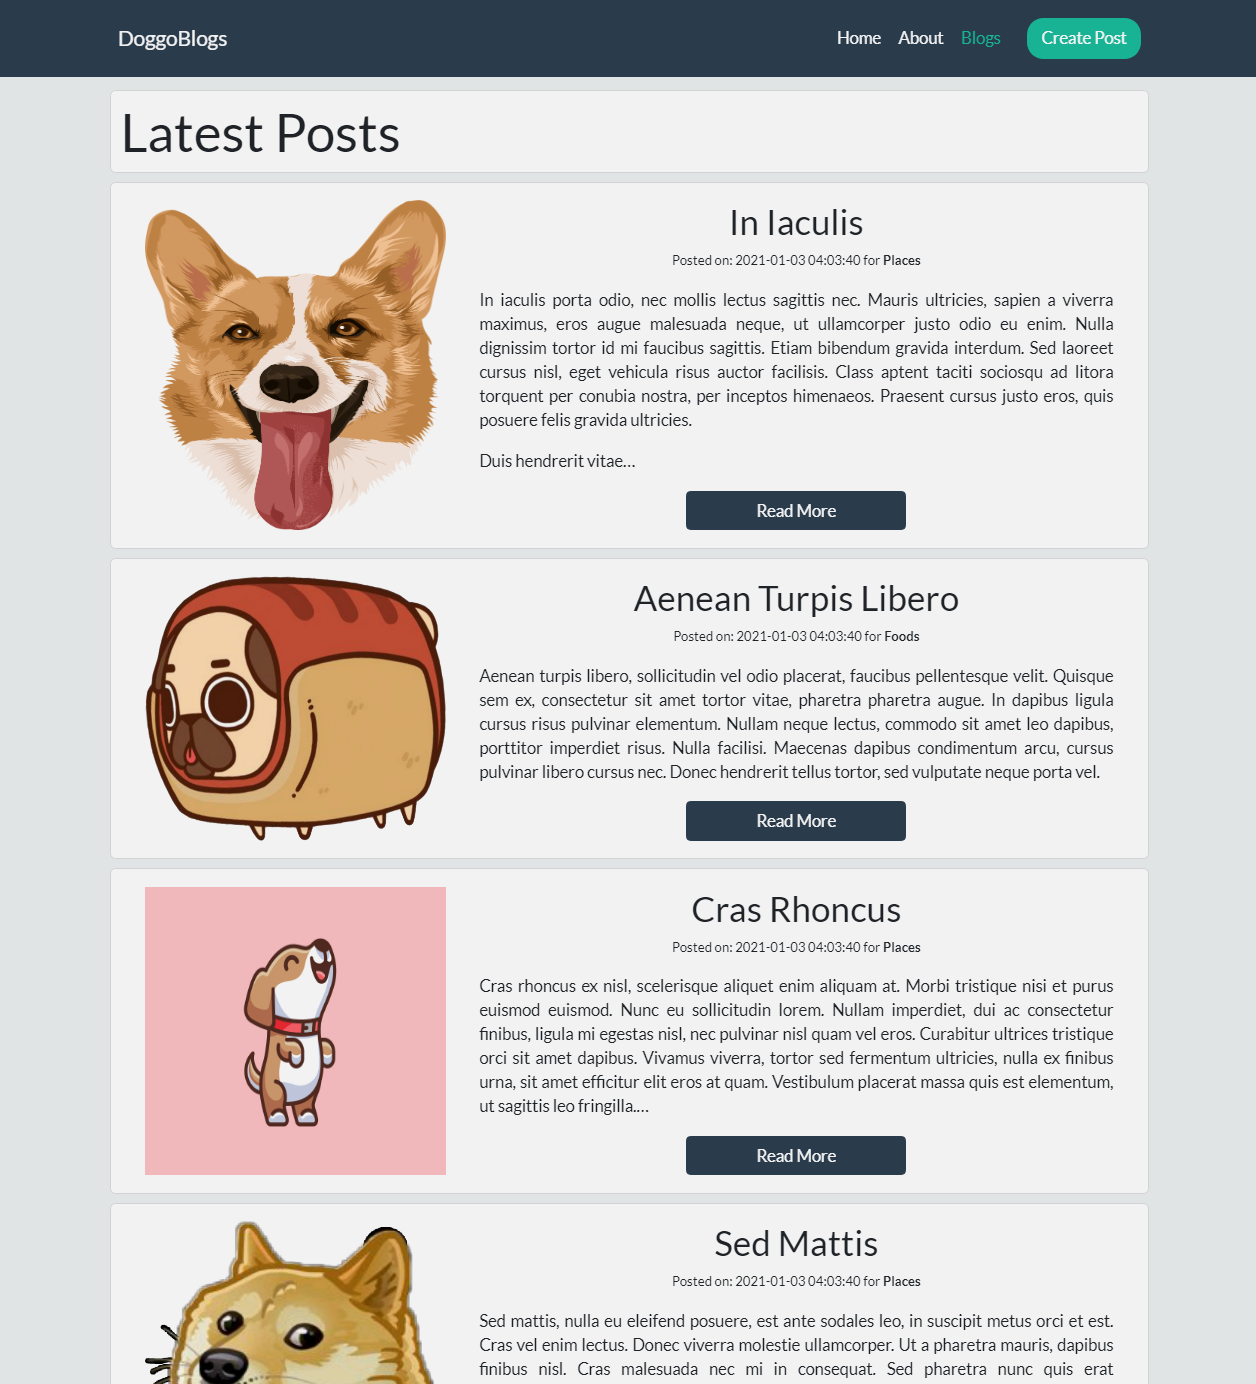 DoggoBlogs
Home About Blogs Create Post
Latest Posts
In Iaculis
Posted on: 2021-01-03 04:03:40 for Places
In iaculis porta odio, nec mollis lectus sagittis nec. Mauris ultricies, sapien a viverra
maximus, eros augue malesuada neque, ut ullamcorper justo odio eu enim. Nulla
dignissim tortor id mi faucibus sagittis. Etiam bibendum gravida interdum. Sed laoreet
cursus nisl, eget vehicula risus auctor facilisis. Class aptent taciti sociosqu ad litora
torquent per conubia nostra, per inceptos himenaeos. Praesent cursus justo eros, quis
posuere felis gravida ultricies.
Duis hendrerit vitae...
Read More
Aenean Turpis Libero
Posted on: 2021-01-03 04:03:40 for Foods
Aenean turpis libero, sollicitudin vel odio placerat, faucibus pellentesque velit. Quisque
sem ex, consectetur sit amet tortor vitae, pharetra pharetra augue. In dapibus ligula
cursus risus pulvinar elementum. Nullam neque lectus, commodo sit amet leo dapibus,
porttitor imperdiet risus. Nulla facilisi. Maecenas dapibus condimentum arcu, cursus
pulvinar libero cursus nec. Donec hendrerit tellus tortor, sed vulputate neque porta vel.
Read More
Cras Rhoncus
Posted on: 2021-01-03 04:03:40 for Places
Cras rhoncus ex nisl, scelerisque aliquet enim aliquam at. Morbi tristique nisi et purus
euismod euismod. Nunc eu sollicitudin lorem. Nullam imperdiet, dui ac consectetur
finibus, ligula mi egestas nisl, nec pulvinar nisl quam vel eros. Curabitur ultrices tristique
orci sit amet dapibus. Vivamus viverra, tortor sed fermentum ultricies, nulla ex finibus
urna, sit amet efficitur elit eros at quam. Vestibulum placerat massa quis est elementum,
ut sagittis leo fringilla....
Read More
Sed Mattis
Posted on: 2021-01-03 04:03:40 for Places
Sed mattis, nulla eu eleifend posuere, est ante sodales leo, in suscipit metus orci et est.
Cras vel enim lectus. Donec viverra molestie ullamcorper. Ut a pharetra mauris, dapibus
finibus nisl. Cras malesuada nec mi in consequat. Sed pharetra nunc quis erat